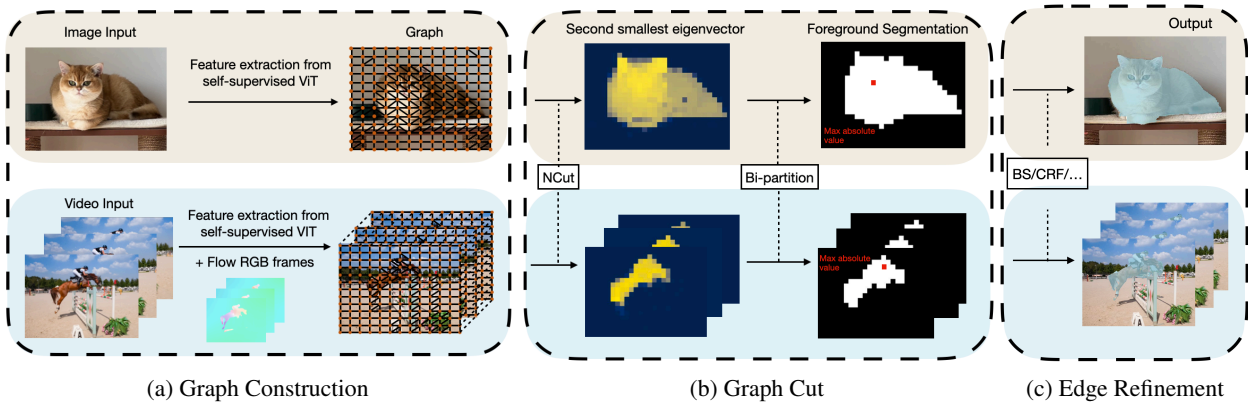 Image Input
Feature extraction from
self-supervised ViT
Graph
Video Input
Feature extraction from
self-supervised VIT
+ Flow RGB frames
(a) Graph Construction
Second smallest eigenvector
Foreground Segmentation
Max absolute
value
NCut
Bi-partition
Max absolute
value
(b) Graph Cut
Output
BS/CRF/...
(c) Edge Refinement